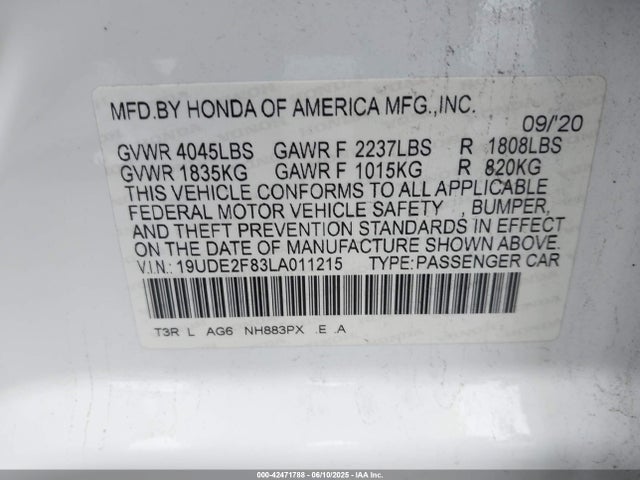 MFD.BY HONDA OF AMERICA MFG.,INC.
09/'20
GVWR 4045LBS GAWR F 2237LBS R 1808LBS
GVWR 1835KG GAWR F 1015KG R 820KG
THIS VEHICLE CONFORMS TO ALL APPLICABLE
FEDERAL MOTOR VEHICLE SAFETY , BUMPER,
AND THEFT PREVENTION STANDARDS IN EFFECT
ON THE DATE OF MANUFACTURE SHOWN ABOVE.
V.I.N.: 19UDE2F83LA011215 TYPE:PASSENGER CAR
T3R L AG6 NH883PX .E .A
000-42471788 - 06/10/2025 - IAA Inc.